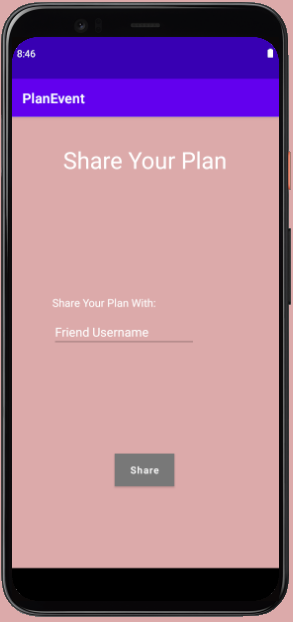 8:46
PlanEvent
Share Your Plan
Share Your Plan With:
Friend Username
Share